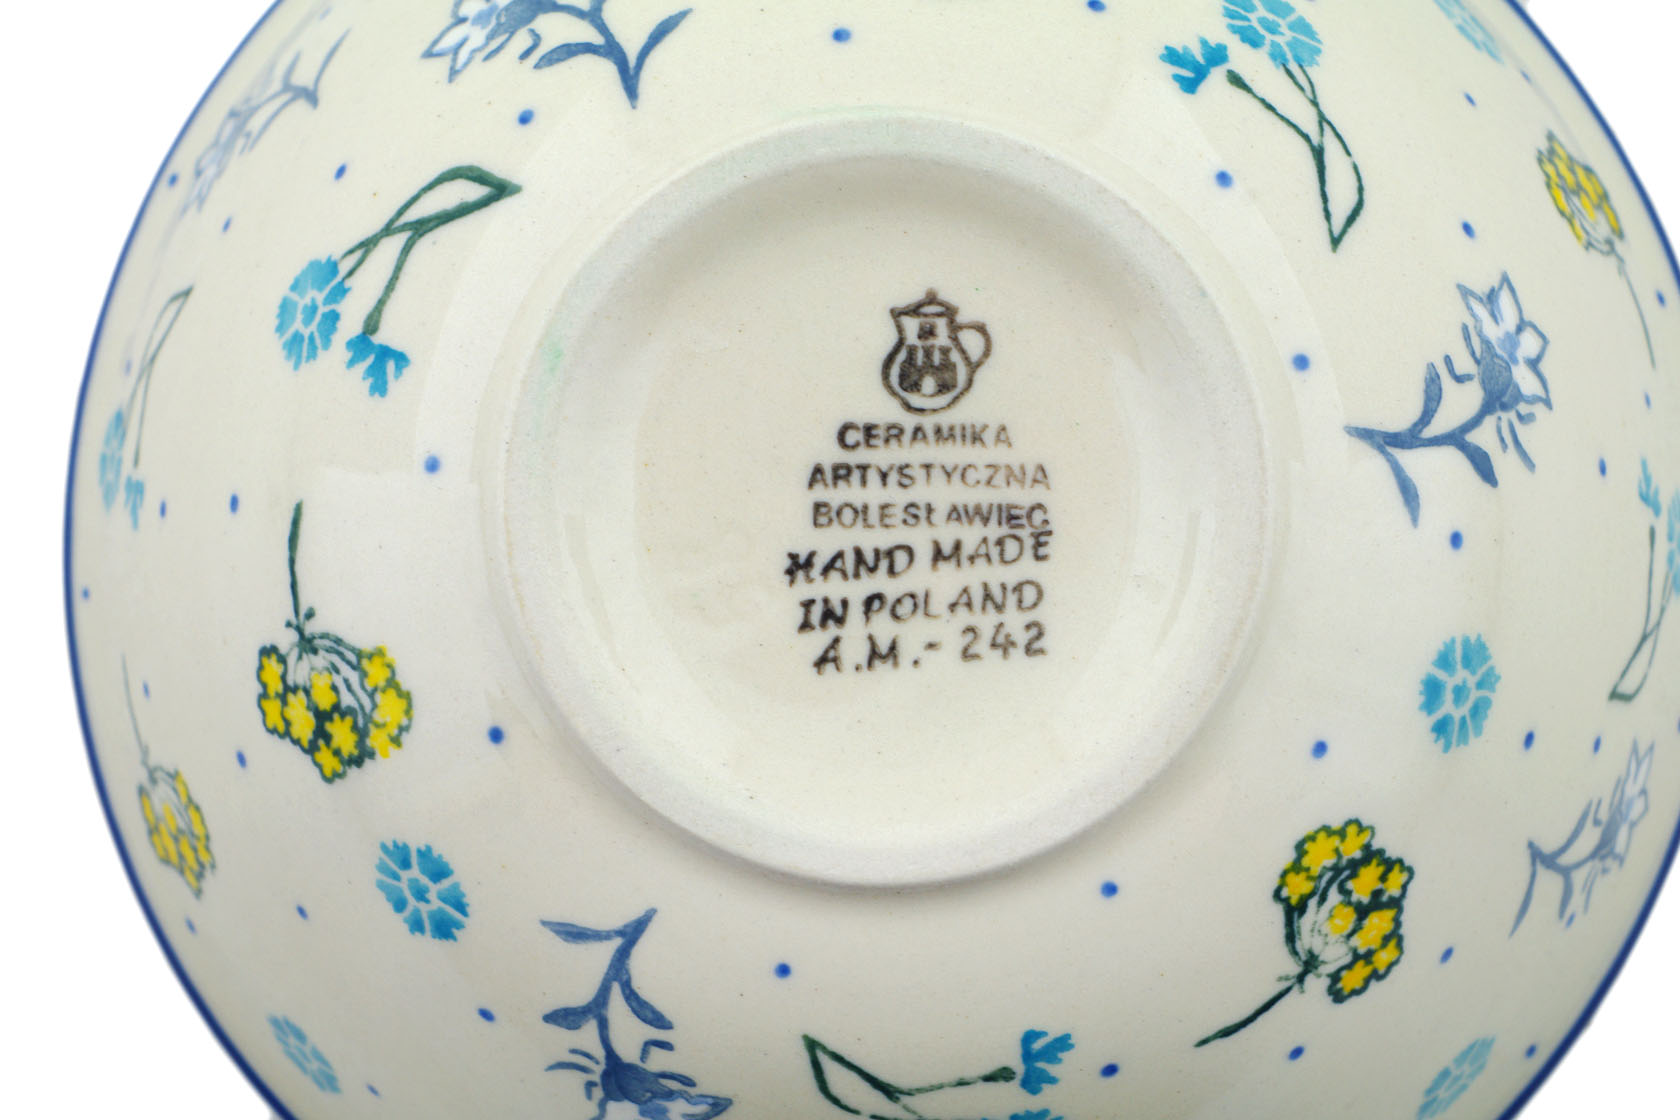 CERAMIKA
ARTYSTYCZNA
BOLESŁAWIEC
HAND MADE
IN POLAND
A.M.- 242